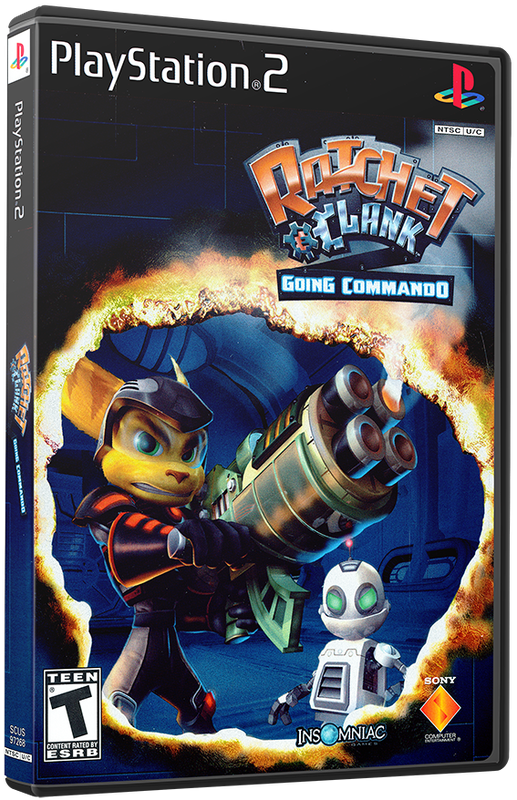 PlayStation®2
NTSC U/C
RATCHET
& CLANK
GOING COMMANDO
TEEN
T
CONTENT RATED BY
ESRB
INSOMNIAC
GAMES
SONY
COMPUTER
ENTERTAINMENT®
PlayStation®2
RATCHET
& CLANK
GOING COMMANDO
SCUS
97268
NTSC U/C